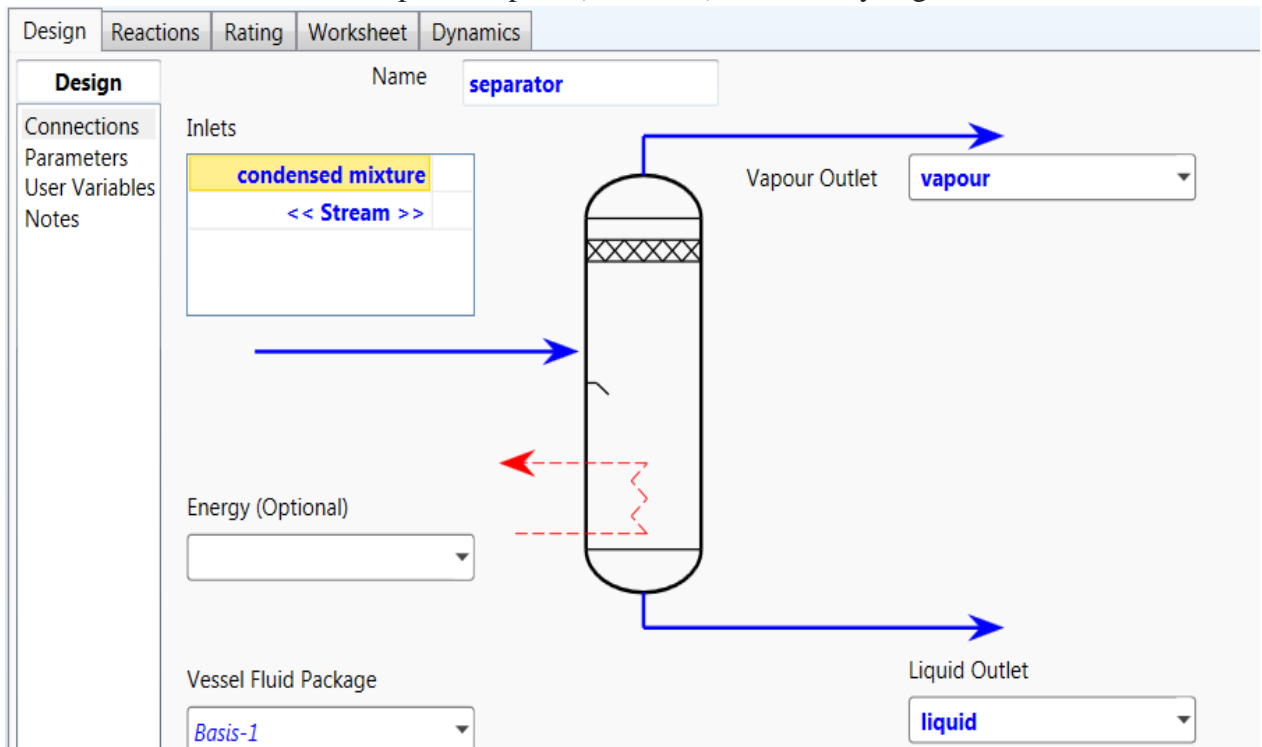 Design Reactions Rating Worksheet Dynamics
Design
Connections
Parameters
User Variables
Notes
Name separator
Inlets
condensed mixture
<< Stream >>
Vapour Outlet vapour
Energy (Optional)
Vessel Fluid Package
Basis-1
Liquid Outlet
liquid